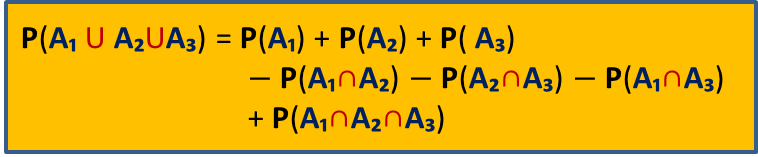 P(A₁ ∪ A₂∪A₃) = P(A₁) + P(A₂) + P( A₃)
− P(A₁∩A₂) − P(A₂∩A₃) − P(A₁∩A₃)
+ P(A₁∩A₂∩A₃)